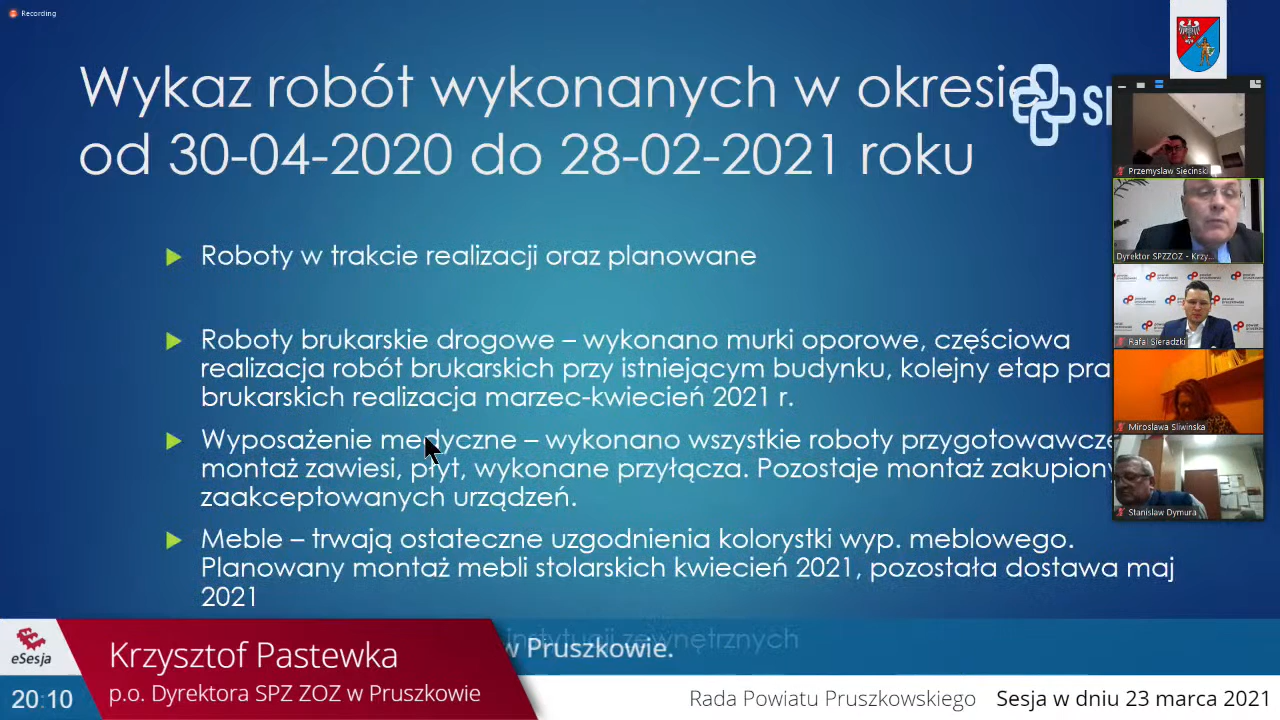 Recording
Wykaz robót wykonanych w okresie
od 30-04-2020 do 28-02-2021 roku
Roboty w trakcie realizacji oraz planowane
Roboty brukarskie drogowe – wykonano murki oporowe, częściowa
realizacja robót brukarskich przy istniejącym budynku, kolejny etap pra
brukarskich realizacja marzec-kwiecień 2021 r.
Wyposażenie medyczne – wykonano wszystkie roboty przygotowawcze
montaż zawiesi, płyt, wykonane przyłącza. Pozostaje montaż zakupiony
zaakceptowanych urządzeń.
Meble – trwają ostateczne uzgodnienia kolorystki wyp. meblowego.
Planowany montaż mebli stolarskich kwiecień 2021, pozostała dostawa maj
2021
instytucji zewnętrznych
Przemysław Sieciński
Dyrektor SPZZOZ - Krzy...
Rafał Sieradzki
Mirosława Śliwińska
Stanisław Dymura
w Pruszkowie.
eSesja
Krzysztof Pastewka
p.o. Dyrektora SPZ ZOZ w Pruszkowie
20:10
Rada Powiatu Pruszkowskiego Sesja w dniu 23 marca 2021